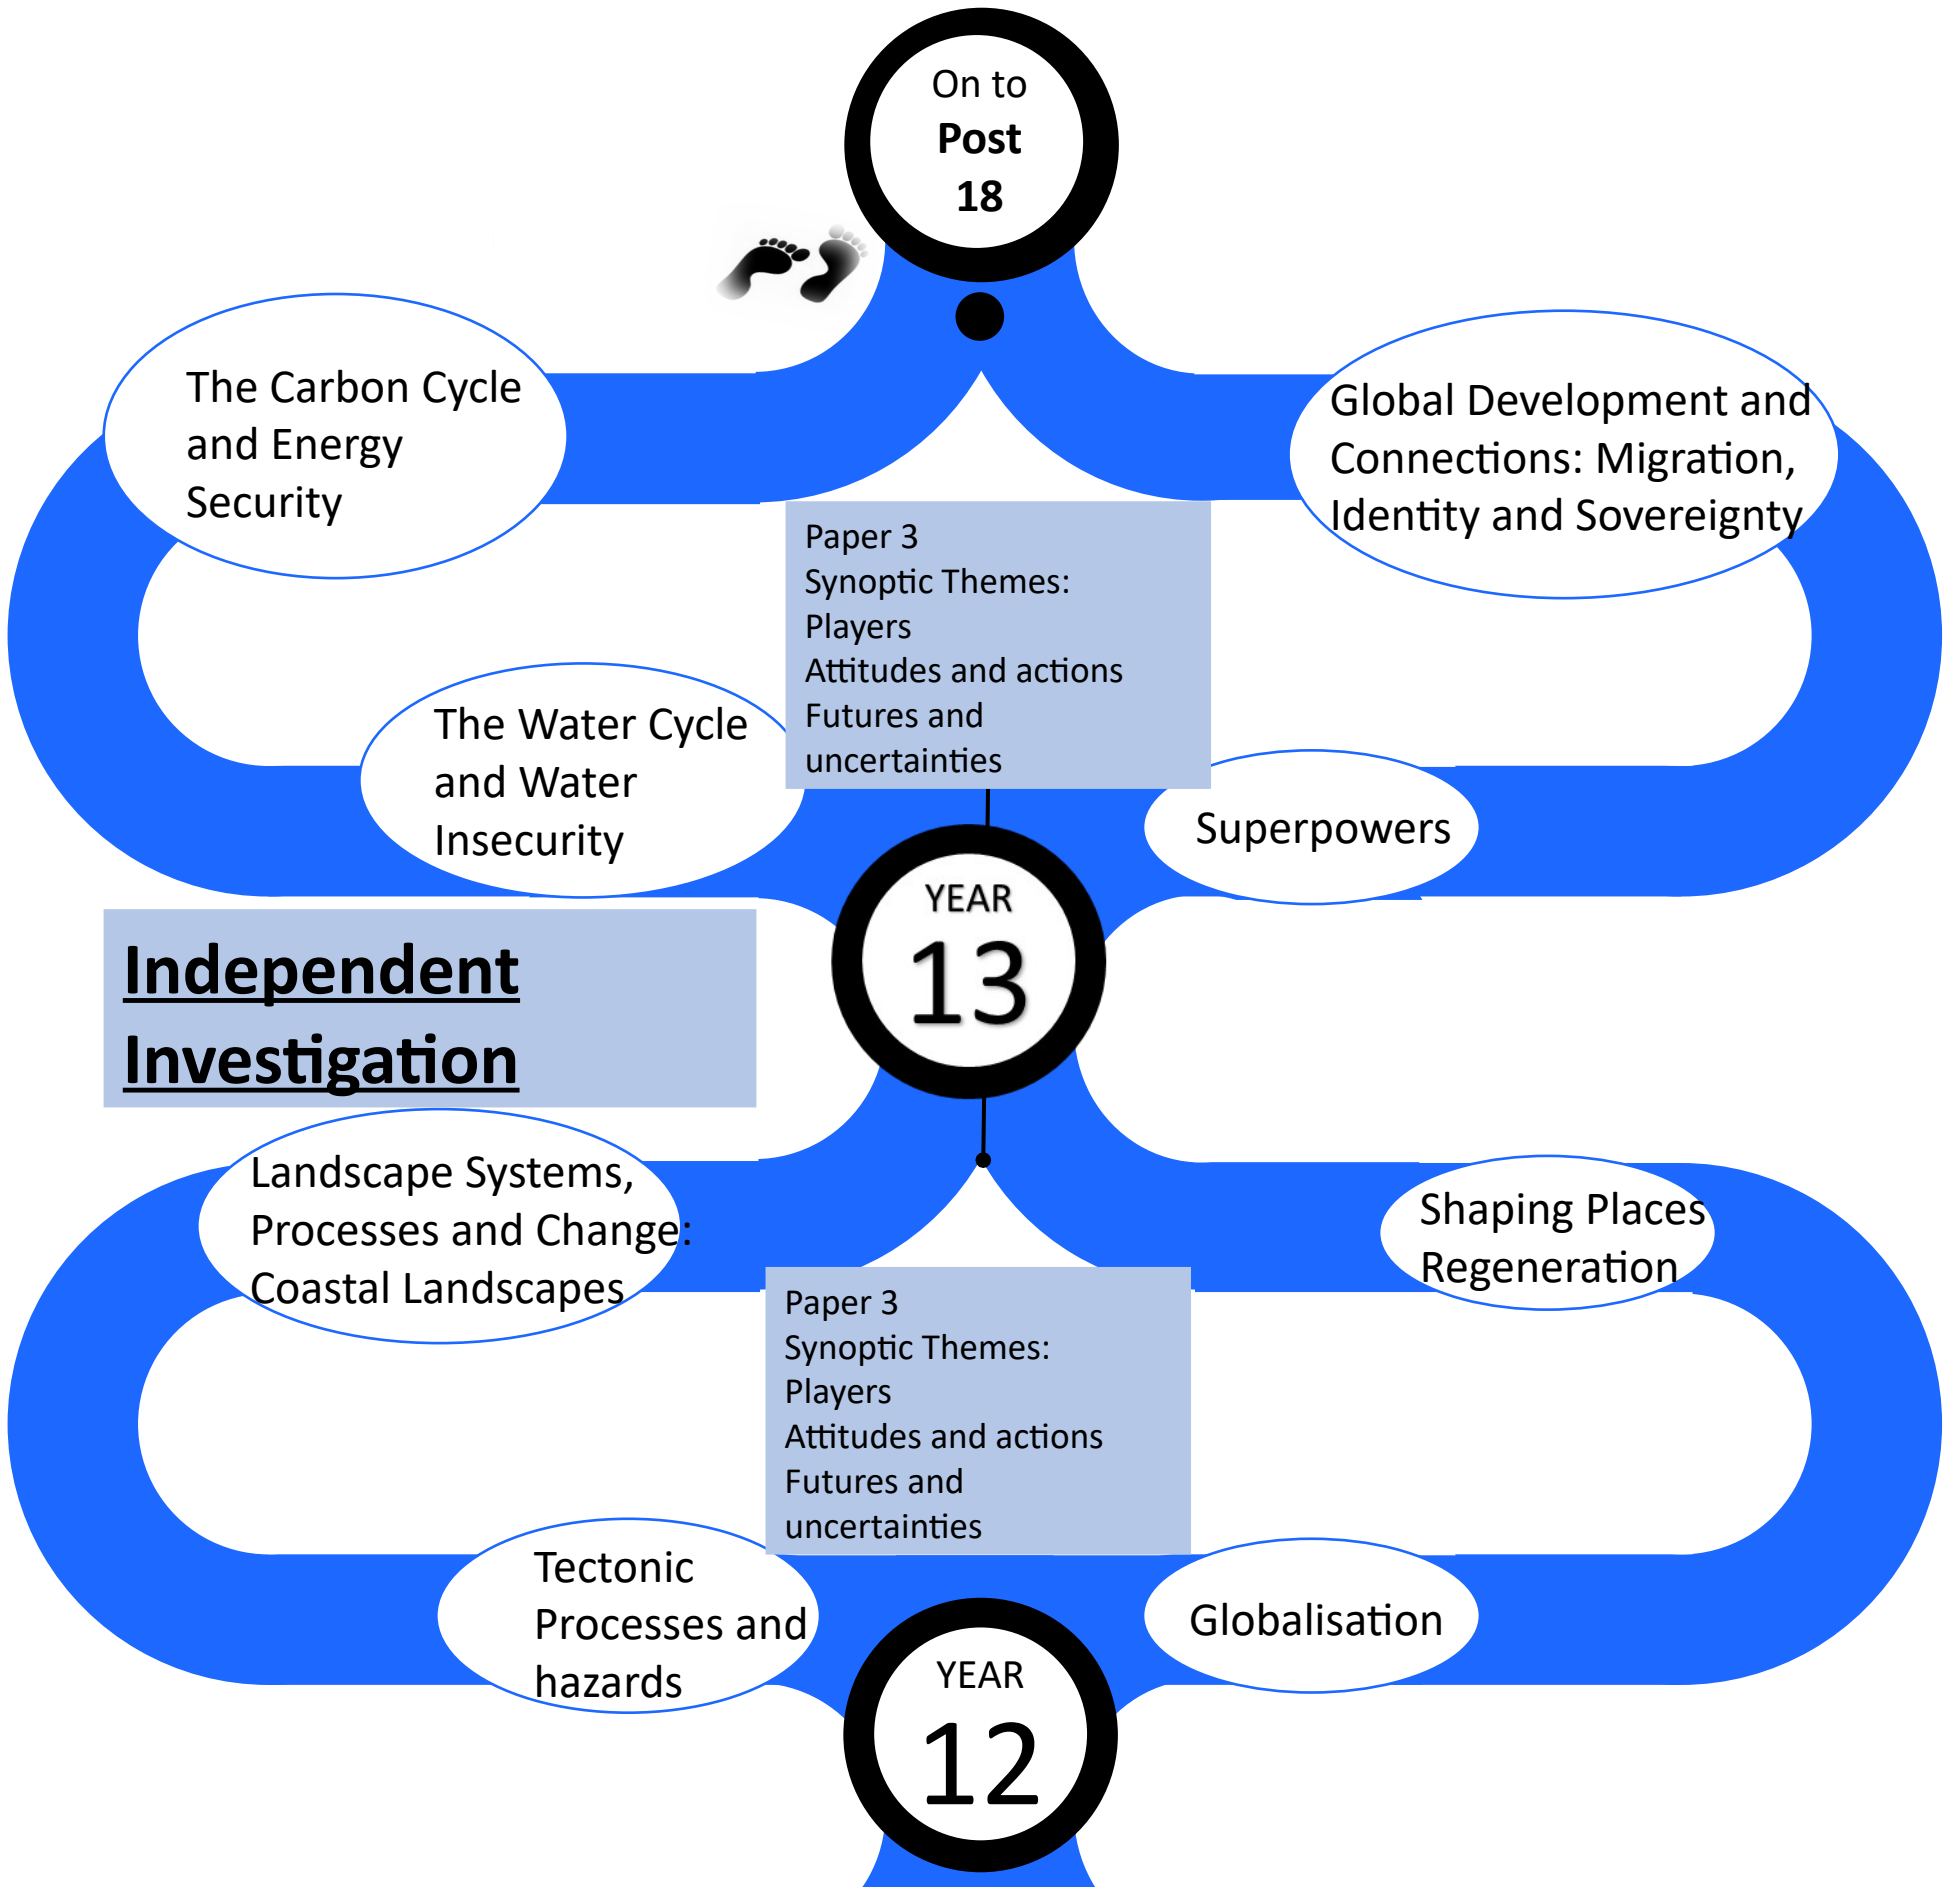 On to
Post
18
The Carbon Cycle
and Energy
Security
Global Development and
Connections: Migration,
Identity and Sovereignty
Paper 3
Synoptic Themes:
Players
Attitudes and actions
Futures and
uncertainties
The Water Cycle
and Water
Insecurity
Superpowers
YEAR
13
Independent
Investigation
Landscape Systems,
Processes and Change:
Coastal Landscapes
Shaping Places
Regeneration
Paper 3
Synoptic Themes:
Players
Attitudes and actions
Futures and
uncertainties
Tectonic
Processes and
hazards
Globalisation
YEAR
12